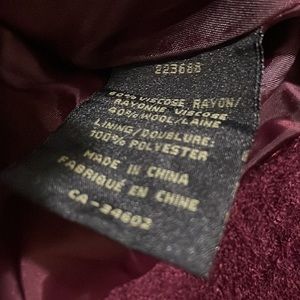 223688
60% VISCOSE RAYON/
RAYONNE VISCOSE
40% WOOL/LAINE
LINING/DOUBLURE:
100% POLYESTER
MADE IN CHINA
FABRIQUÉ EN CHINE
CA - 24602